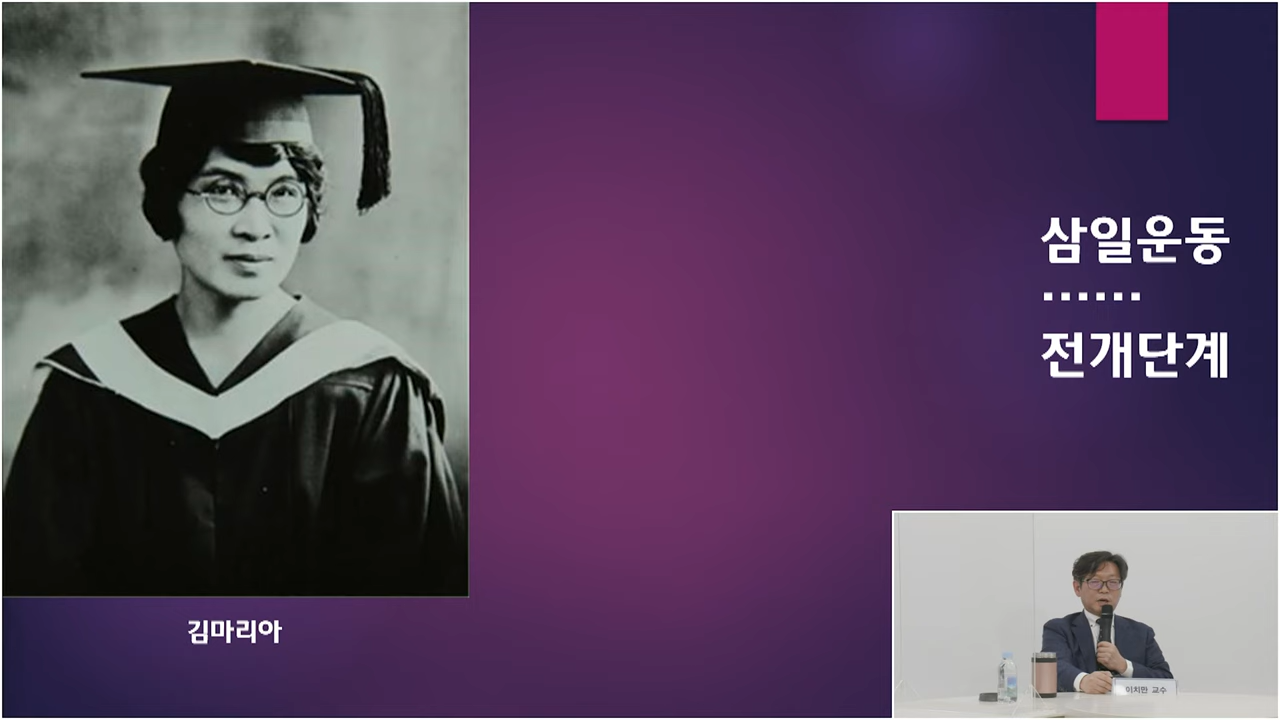 삼일운동
......
전개단계
김마리아
이치만 교수